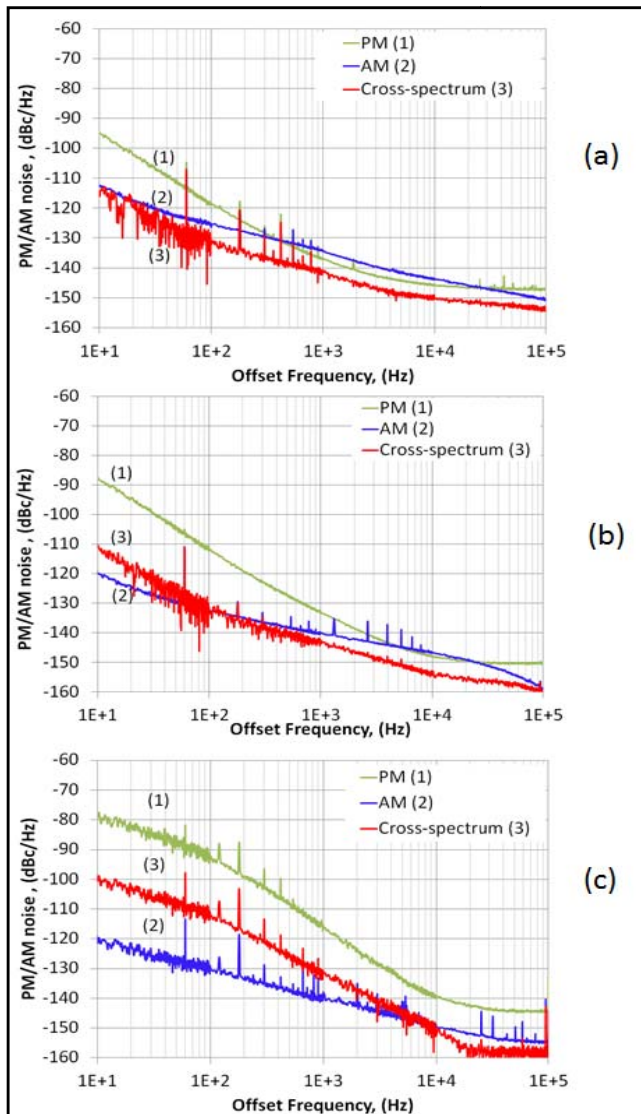 -60
-70
-80
-90
-100
-110
-120
-130
-140
-150
-160
PM/AM noise , (dBc/Hz)
PM (1)
AM (2)
Cross-spectrum (3)
(1)
(2)
(3)
(a)
1E+1 1E+2 1E+3 1E+4 1E+5
Offset Frequency, (Hz)
-60
-70
-80
-90
-100
-110
-120
-130
-140
-150
-160
PM/AM noise , (dBc/Hz)
PM (1)
AM (2)
Cross-spectrum (3)
(1)
(3)
(2)
(b)
1E+1 1E+2 1E+3 1E+4 1E+5
Offset Frequency, (Hz)
-60
-70
-80
-90
-100
-110
-120
-130
-140
-150
-160
PM/AM noise , (dBc/Hz)
PM (1)
AM (2)
Cross-spectrum (3)
(1)
(3)
(2)
(c)
1E+1 1E+2 1E+3 1E+4 1E+5
Offset Frequency, (Hz)